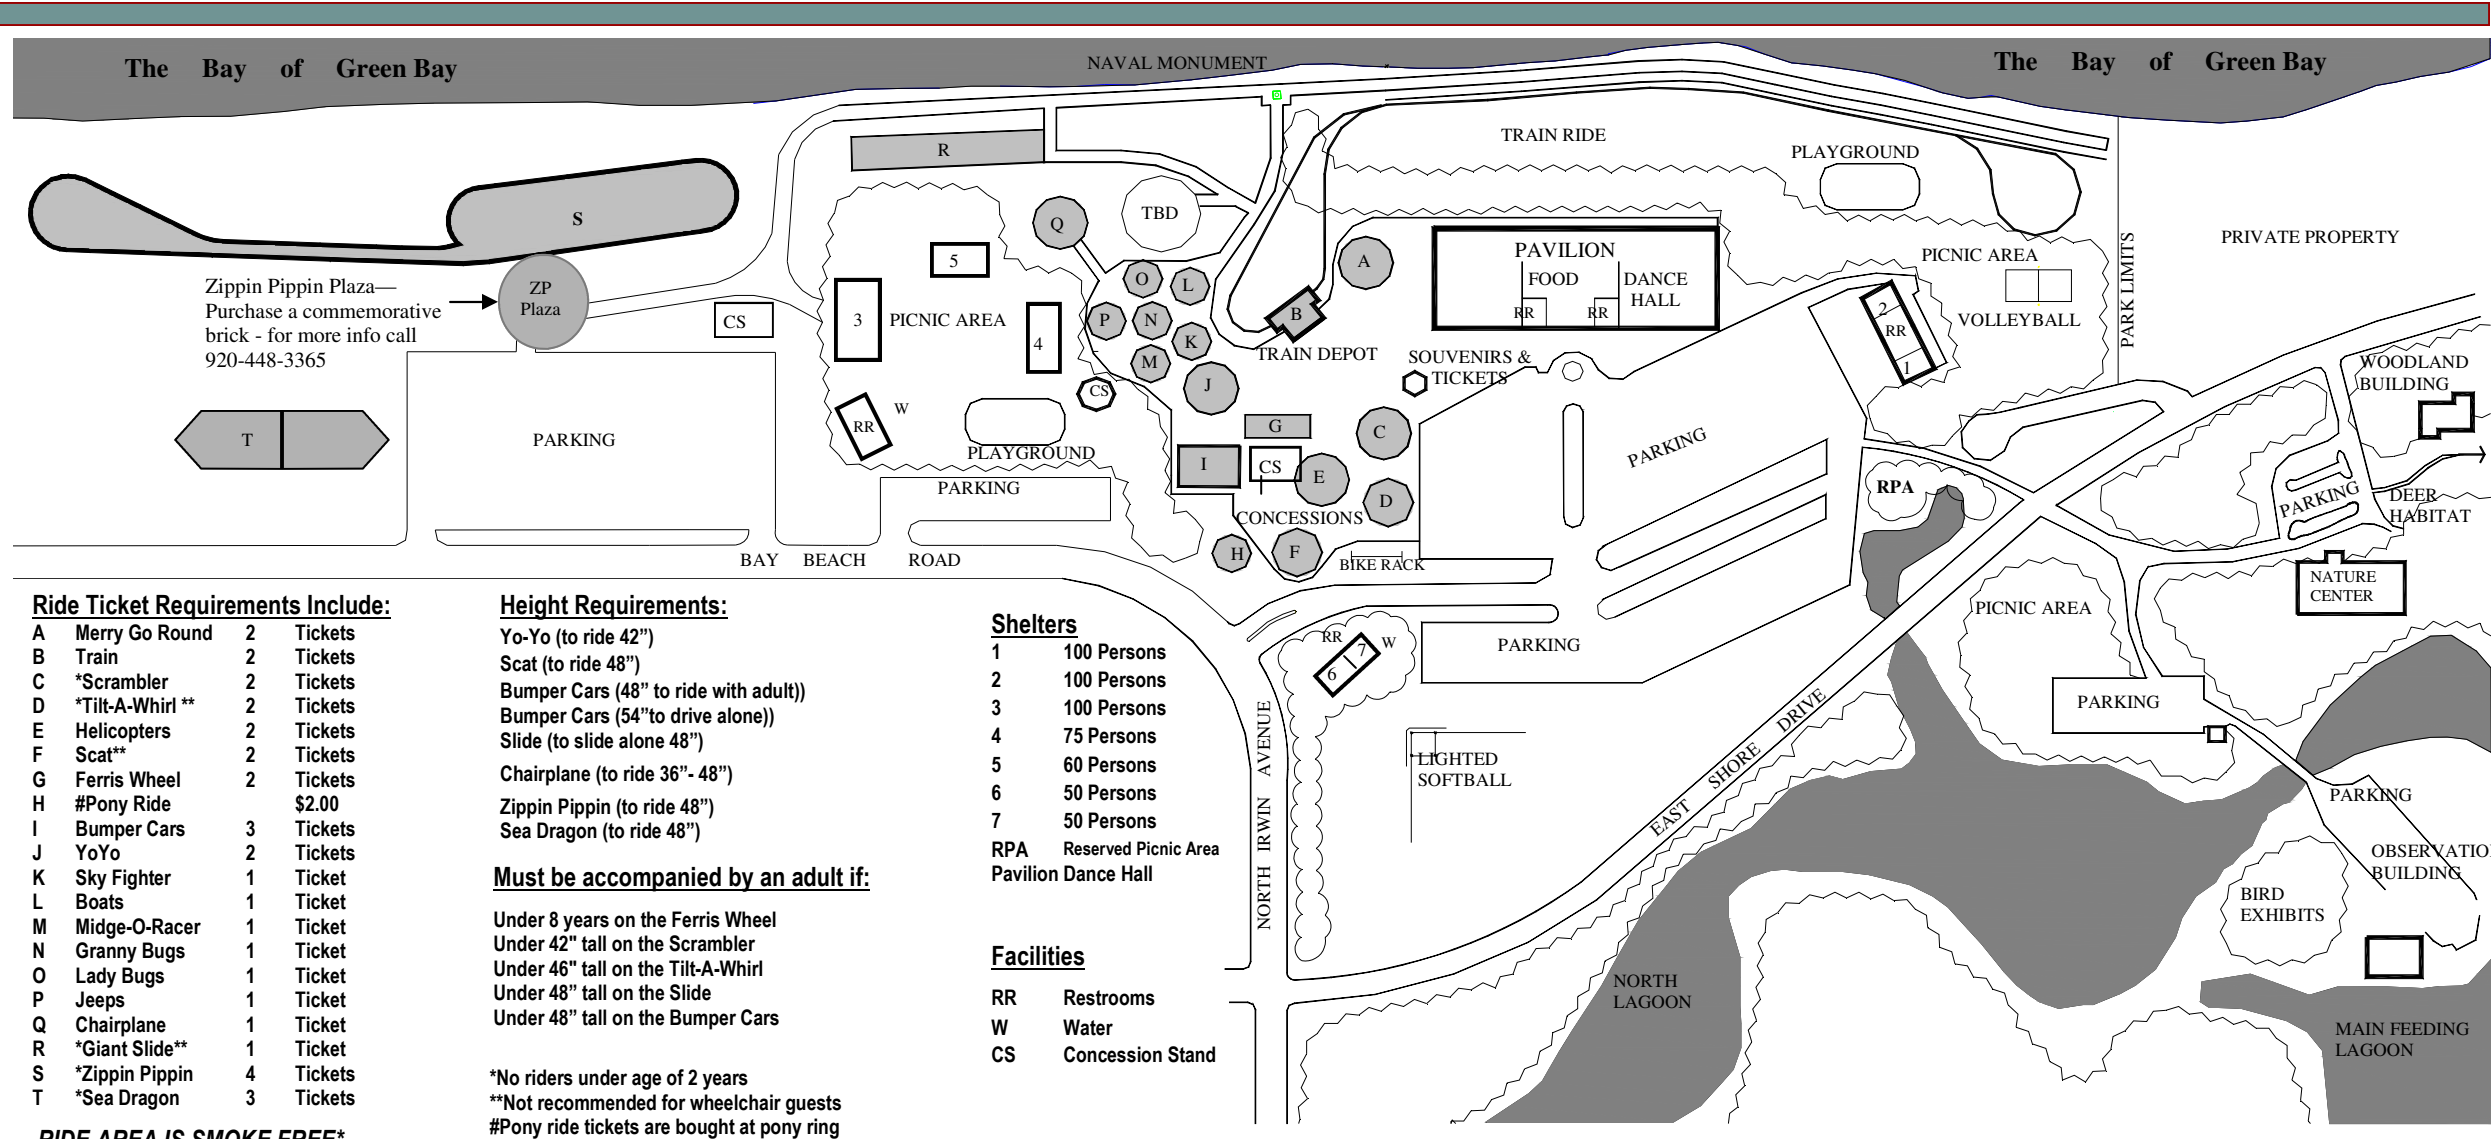 The Bay of Green Bay
NAVAL MONUMENT
The Bay of Green Bay
R
TRAIN RIDE
PLAYGROUND
S
Q
TBD
PARK LIMITS
PRIVATE PROPERTY
Zippin Pippin Plaza—
Purchase a commemorative
brick - for more info call
920-448-3365
ZP
Plaza
CS
5
3
PICNIC AREA
4
O
L
P
N
K
M
J
A
B
TRAIN DEPOT
PAVILION
FOOD
DANCE
HALL
RR
RR
SOUVENIRS &
TICKETS
PICNIC AREA
VOLLEYBALL
2
RR
1
WOODLAND
BUILDING
T
PARKING
RR
W
PLAYGROUND
CS
G
C
I
CS
E
D
PARKING
PARKING
CONCESSIONS
H
F
BIKE RACK
RPA
PARKING
DEER
HABITAT
BAY BEACH ROAD
NATURE
CENTER
PICNIC AREA
RR
W
6
7
PARKING
PARKING
LIGHTED
SOFTBALL
NORTH IRWIN AVENUE
EAST SHORE DRIVE
PARKING
OBSERVATIO
BUILDING
BIRD
EXHIBITS
NORTH
LAGOON
MAIN FEEDING
LAGOON
Ride Ticket Requirements Include:
A Merry Go Round 2 Tickets
B Train 2 Tickets
C *Scrambler 2 Tickets
D *Tilt-A-Whirl ** 2 Tickets
E Helicopters 2 Tickets
F Scat** 2 Tickets
G Ferris Wheel 2 Tickets
H #Pony Ride $2.00
I Bumper Cars 3 Tickets
J YoYo 2 Tickets
K Sky Fighter 1 Ticket
L Boats 1 Ticket
M Midge-O-Racer 1 Ticket
N Granny Bugs 1 Ticket
O Lady Bugs 1 Ticket
P Jeeps 1 Ticket
Q Chairplane 1 Ticket
R *Giant Slide** 1 Ticket
S *Zippin Pippin 4 Tickets
T *Sea Dragon 3 Tickets
RIDE AREA IS SMOKE FREE*
Height Requirements:
Yo-Yo (to ride 42”)
Scat (to ride 48”)
Bumper Cars (48” to ride with adult))
Bumper Cars (54”to drive alone))
Slide (to slide alone 48”)
Chairplane (to ride 36”- 48”)
Zippin Pippin (to ride 48”)
Sea Dragon (to ride 48”)
Must be accompanied by an adult if:
Under 8 years on the Ferris Wheel
Under 42" tall on the Scrambler
Under 46" tall on the Tilt-A-Whirl
Under 48” tall on the Slide
Under 48” tall on the Bumper Cars
*No riders under age of 2 years
**Not recommended for wheelchair guests
#Pony ride tickets are bought at pony ring
Shelters
1 100 Persons
2 100 Persons
3 100 Persons
4 75 Persons
5 60 Persons
6 50 Persons
7 50 Persons
RPA Reserved Picnic Area
Pavilion Dance Hall
Facilities
RR Restrooms
W Water
CS Concession Stand